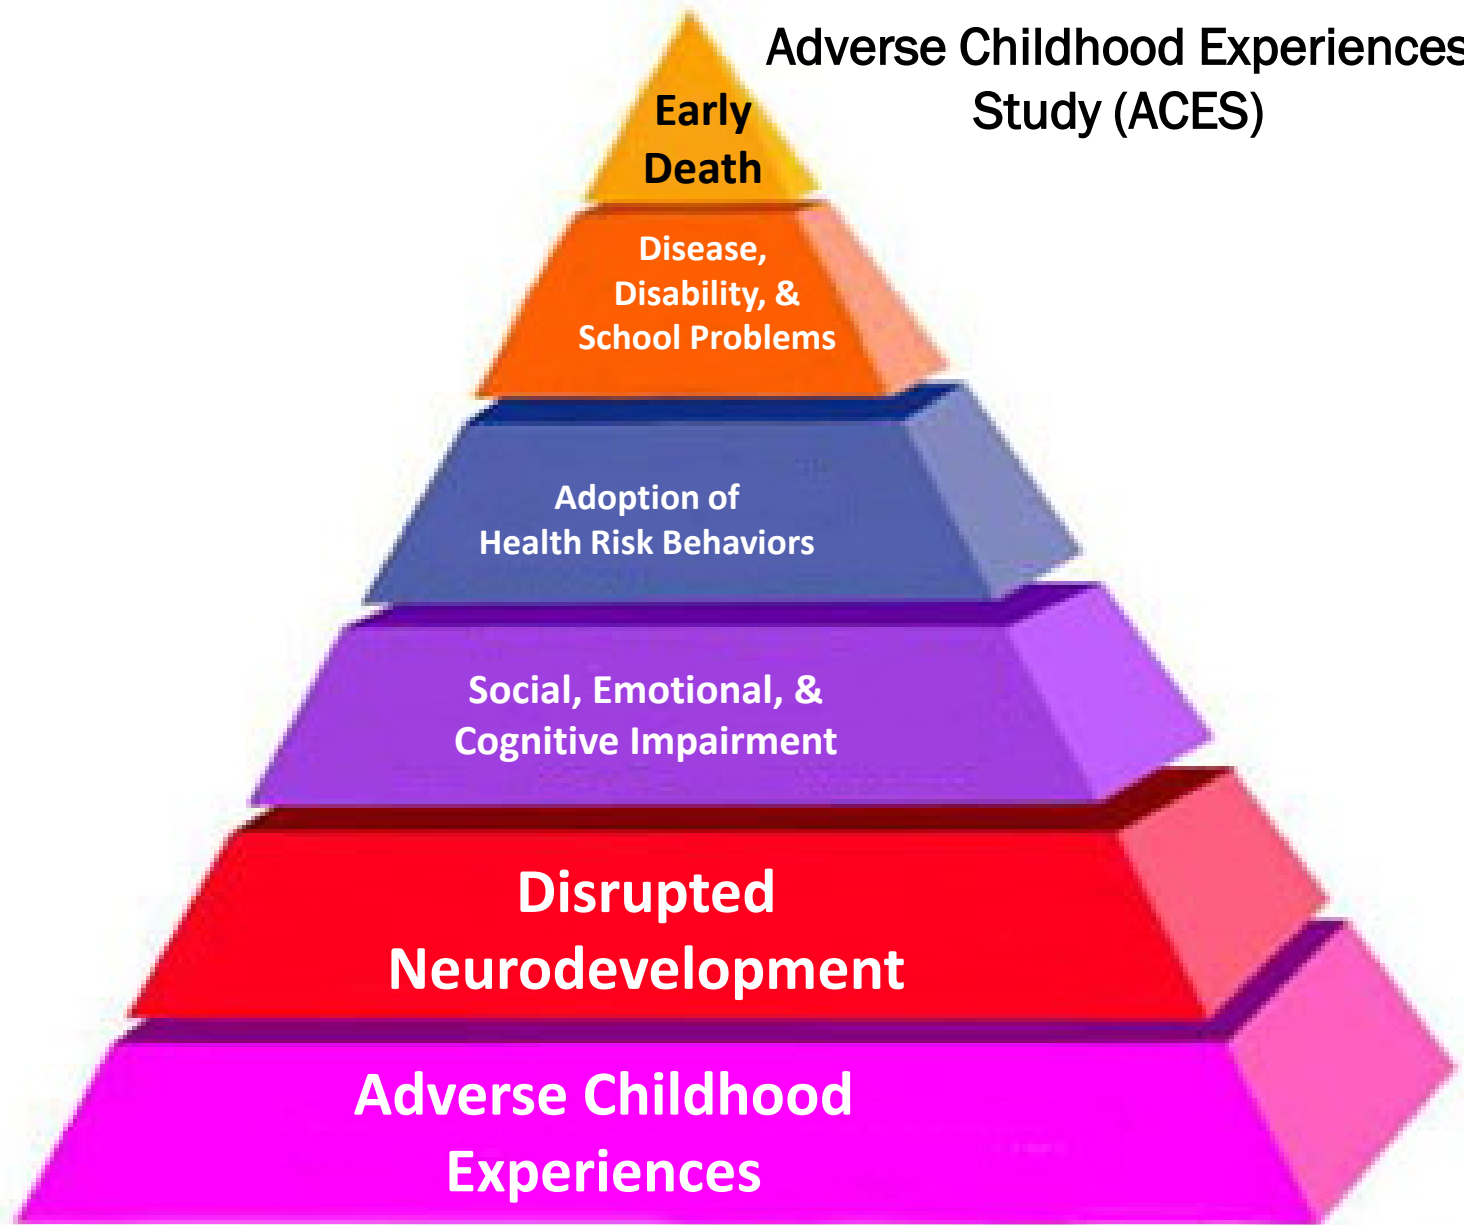 Adverse Childhood Experiences
Study (ACES)
Early
Death
Disease,
Disability, &
School Problems
Adoption of
Health Risk Behaviors
Social, Emotional, &
Cognitive Impairment
Disrupted
Neurodevelopment
Adverse Childhood
Experiences